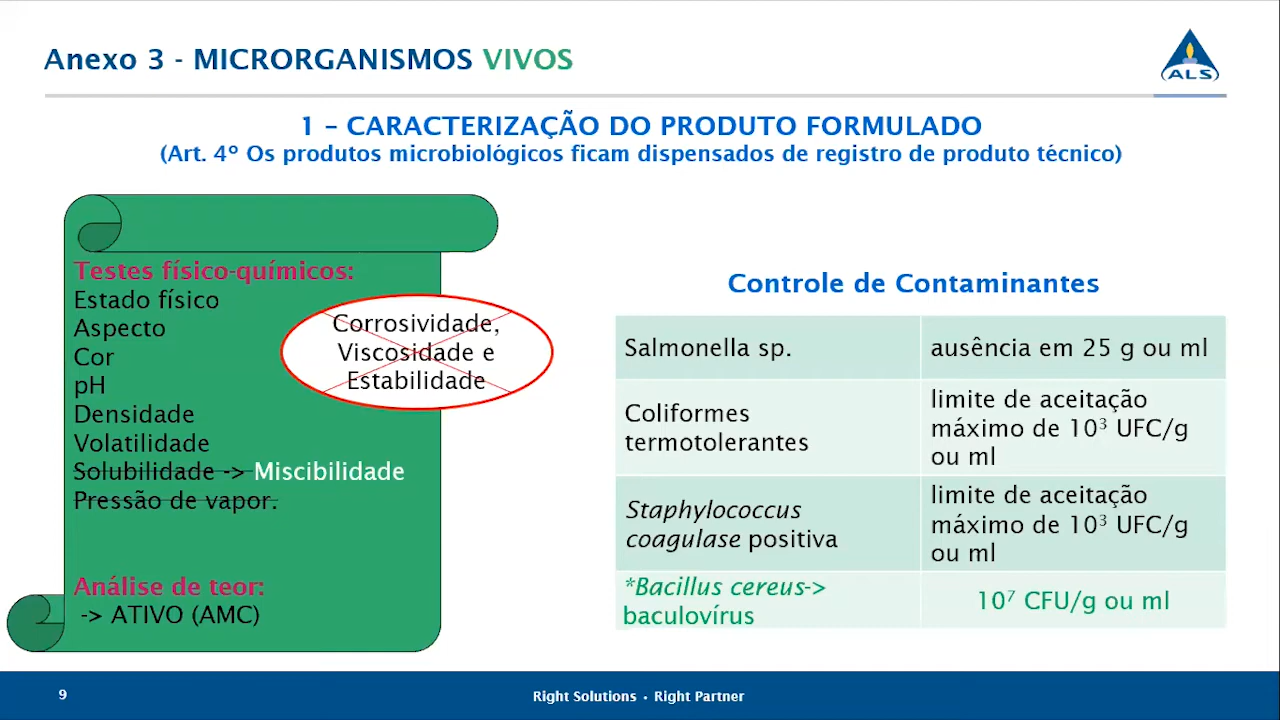 Anexo 3 - MICRORGANISMOS VIVOS
ALS
1 – CARACTERIZAÇÃO DO PRODUTO FORMULADO
(Art. 4º Os produtos microbiológicos ficam dispensados de registro de produto técnico)
Testes físico-químicos:
Estado físico
Aspecto
Cor
pH
Densidade
Volatilidade
Solubilidade -> Miscibilidade
Pressão de vapor.
Corrosividade,
Viscosidade e
Estabilidade
Análise de teor:
-> ATIVO (AMC)
Controle de Contaminantes
Salmonella sp.
ausência em 25 g ou ml
Coliformes
termotolerantes
limite de aceitação
máximo de 10³ UFC/g
ou ml
Staphylococcus
coagulase positiva
limite de aceitação
máximo de 10³ UFC/g
ou ml
*Bacillus cereus->
baculovírus
10⁷ CFU/g ou ml
9
Right Solutions • Right Partner